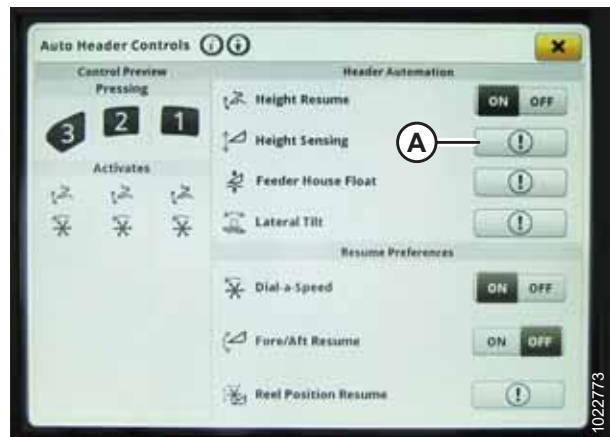 Auto Header Controls
Control Preview
Pressing
3 2 1
Activates
Header Automation
Height Resume ON OFF
Height Sensing A !
Feeder House Float !
Lateral Tilt !
Resume Preferences
Dial-a-Speed ON OFF
Fore/Aft Resume ON OFF
Reel Position Resume !
1022773